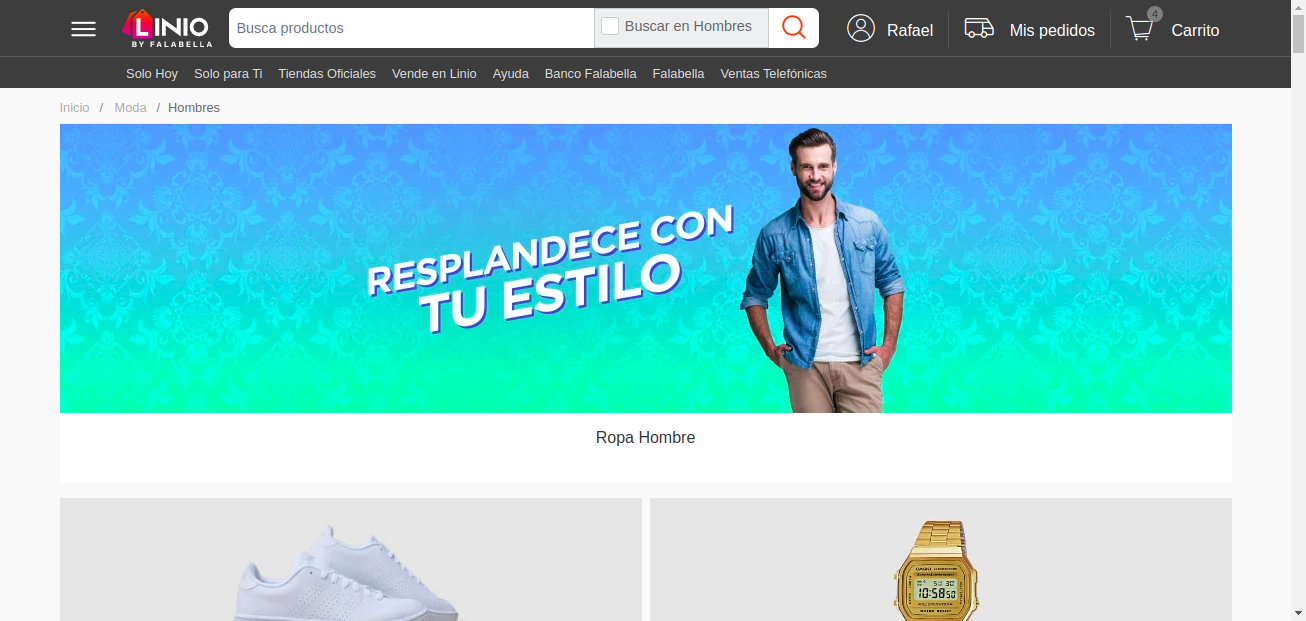 LINIO
BY FALABELLA
Busca productos
Buscar en Hombres
Rafael
Mis pedidos
4
Carrito
Solo Hoy
Solo para Ti
Tiendas Oficiales
Vende en Linio
Ayuda
Banco Falabella
Falabella
Ventas Telefónicas
Inicio / Moda / Hombres
RESPLANDECE CON
TU ESTILO
Ropa Hombre
CASIO
10:58 50
WATER RESIST